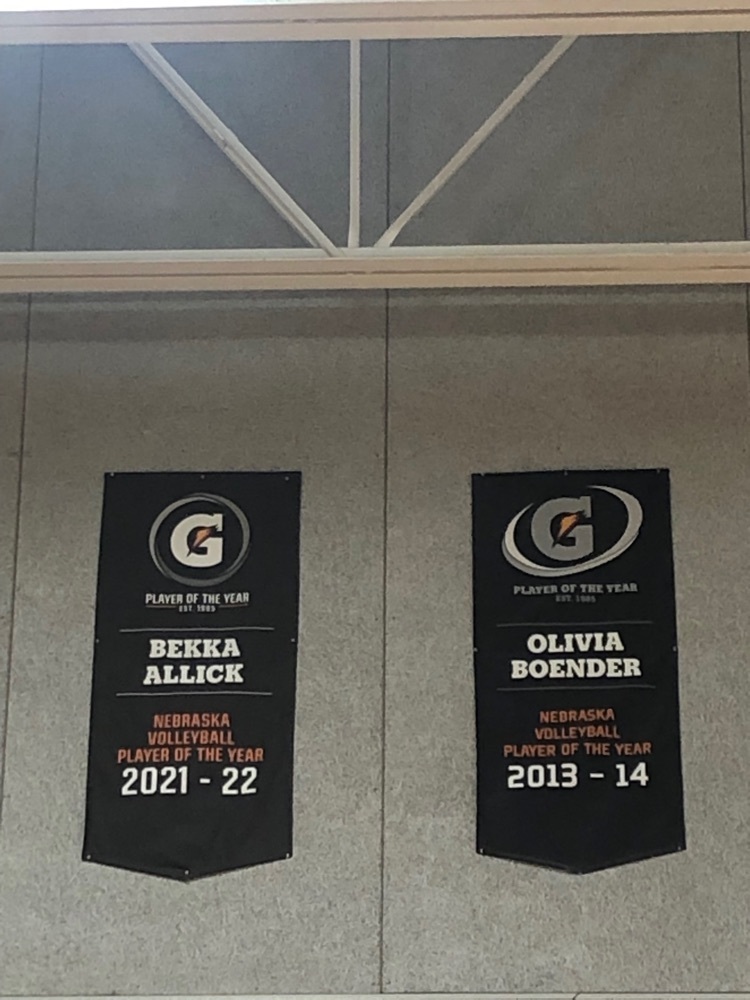 G
PLAYER OF THE YEAR
EST. 1985
BEKKA
ALLICK
NEBRASKA
VOLLEYBALL
PLAYER OF THE YEAR
2021 - 22
G
PLAYER OF THE YEAR
EST. 1985
OLIVIA
BOENDER
NEBRASKA
VOLLEYBALL
PLAYER OF THE YEAR
2013 - 14